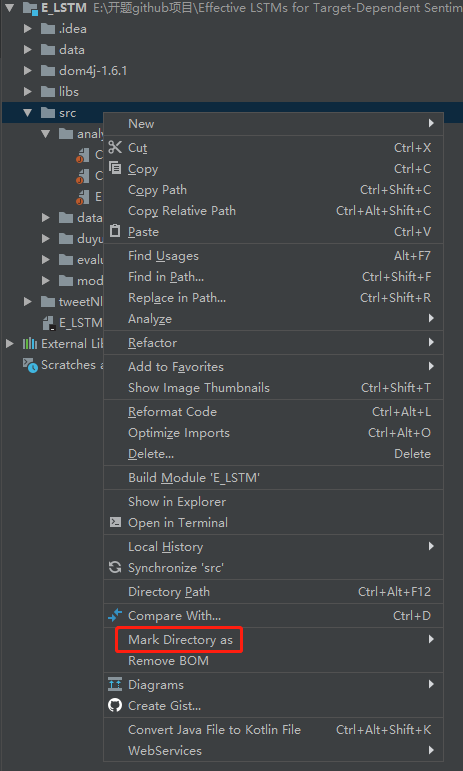 E_LSTM E:\开题github项目\Effective LSTMs for Target-Dependent Sentim
.idea
data
dom4j-1.6.1
libs
src
New
analy
Cut Ctrl+X
C
Copy Ctrl+C
C
Copy Path Ctrl+Shift+C
E
Copy Relative Path Ctrl+Alt+Shift+C
data
Paste Ctrl+V
duyu
Find Usages Alt+F7
evalu
Find in Path... Ctrl+Shift+F
mod
Replace in Path... Ctrl+Shift+R
tweetNl
Analyze
E_LSTM
Refactor
External Lib
Scratches a
Add to Favorites
Show Image Thumbnails Ctrl+Shift+T
Reformat Code Ctrl+Alt+L
Optimize Imports Ctrl+Alt+O
Delete... Delete
Build Module 'E_LSTM'
Show in Explorer
Open in Terminal
Local History
Synchronize 'src'
Directory Path Ctrl+Alt+F12
Compare With... Ctrl+D
Mark Directory as
Remove BOM
Diagrams
Create Gist...
Convert Java File to Kotlin File Ctrl+Alt+Shift+K
WebServices